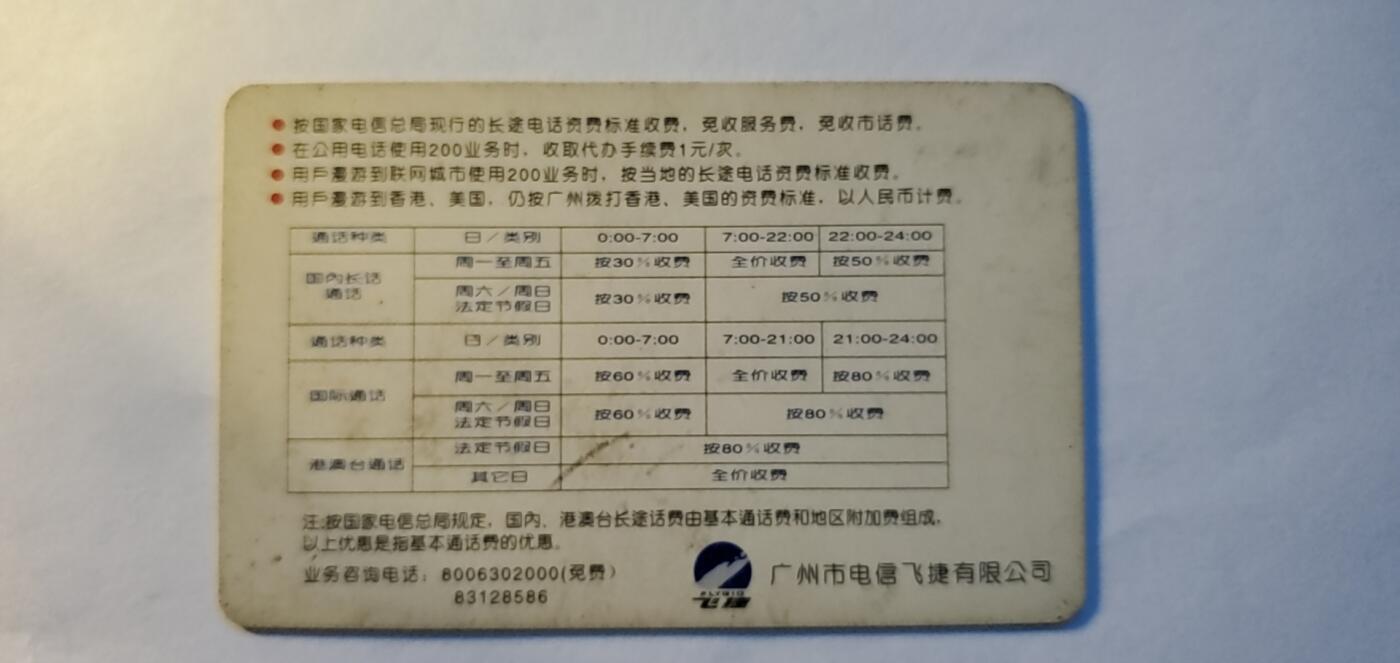 按国家电信总局现行的长途电话资费标准收费，免收服务费，免收市话费。
在公用电话使用200业务时，收取代办手续费1元/次。
用户漫游到联网城市使用200业务时，按当地的长途电话资费标准收费。
用户漫游到香港、美国，仍按广州拨打香港、美国的资费标准，以人民币计费。
通话种类 日／类别 0:00-7:00 7:00-22:00 22:00-24:00
国内长话 通话 周一至周五 按30%收费 全价收费 按50%收费
周六／周日 法定节假日 按30%收费 按50%收费
通话种类 日／类别 0:00-7:00 7:00-21:00 21:00-24:00
国际通话 周一至周五 按60%收费 全价收费 按80%收费
周六／周日 法定节假日 按60%收费 按80%收费
港澳台通话 法定节假日 按80%收费
其它日 全价收费
注:按国家电信总局规定，国内、港澳台长途话费由基本通话费和地区附加费组成，
以上优惠是指基本通话费的优惠。
业务咨询电话：8006302000(免费)
83128586
广州市电信飞捷有限公司